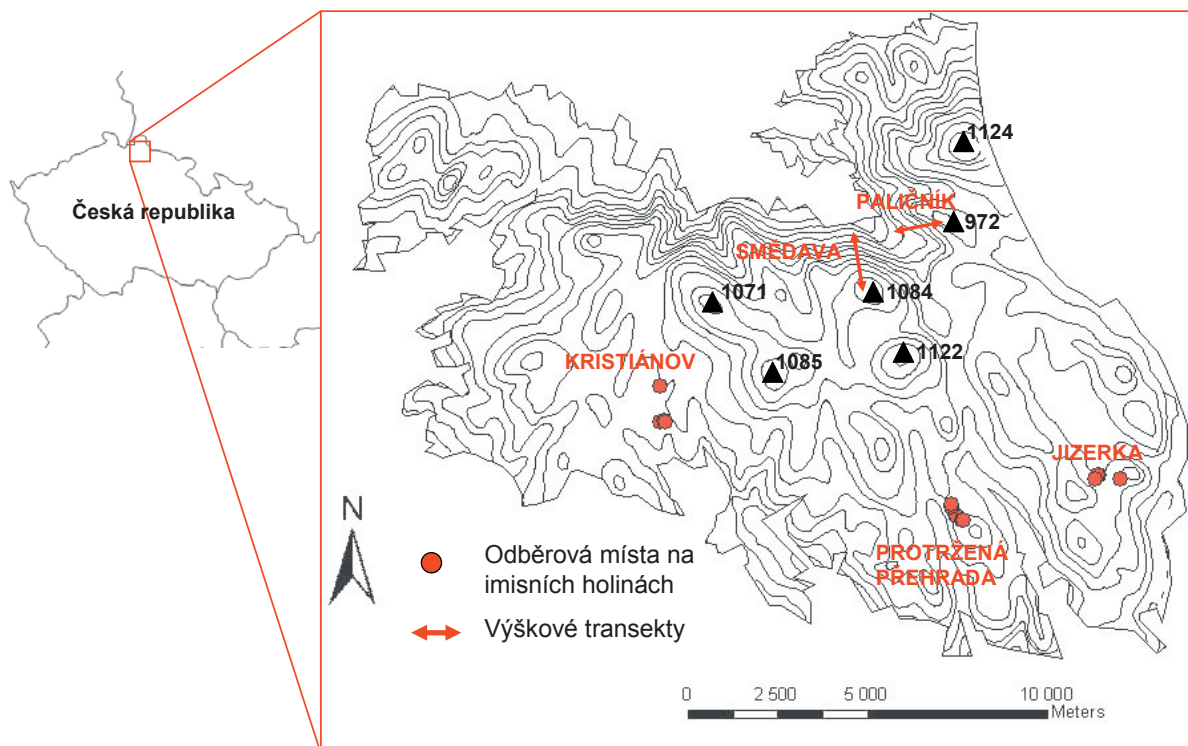 Česká republika
1124
PALIČNÍK
972
SMĚDAVA
1071
1084
1122
KRISTIÁNOV
1085
JIZERKA
PROTRŽENÁ
PŘEHRADA
N
Odběrová místa na
imisních holinách
Výškové transekty
0 2 500 5 000 10 000
Meters